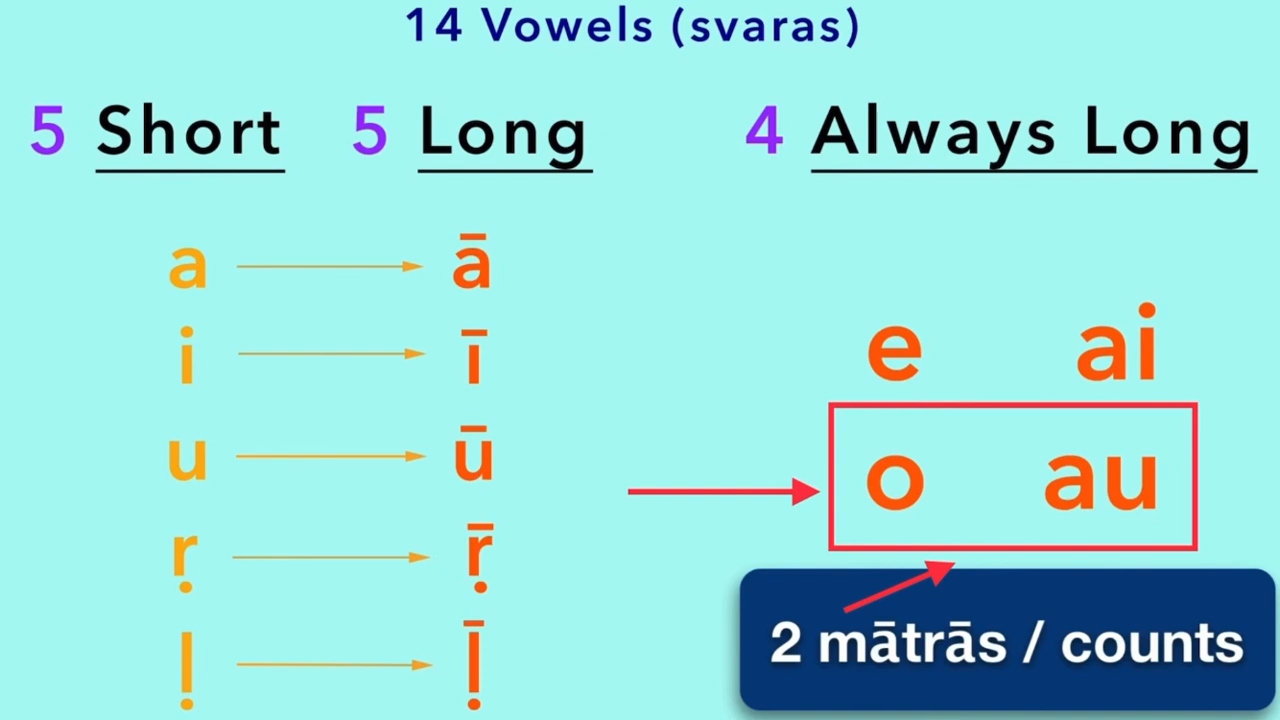 14 Vowels (svaras)
5 Short 5 Long 4 Always Long
a ā
i ī
e ai
u ū
o au
ṛ ṝ
2 mātrās / counts
ḷ ḹ